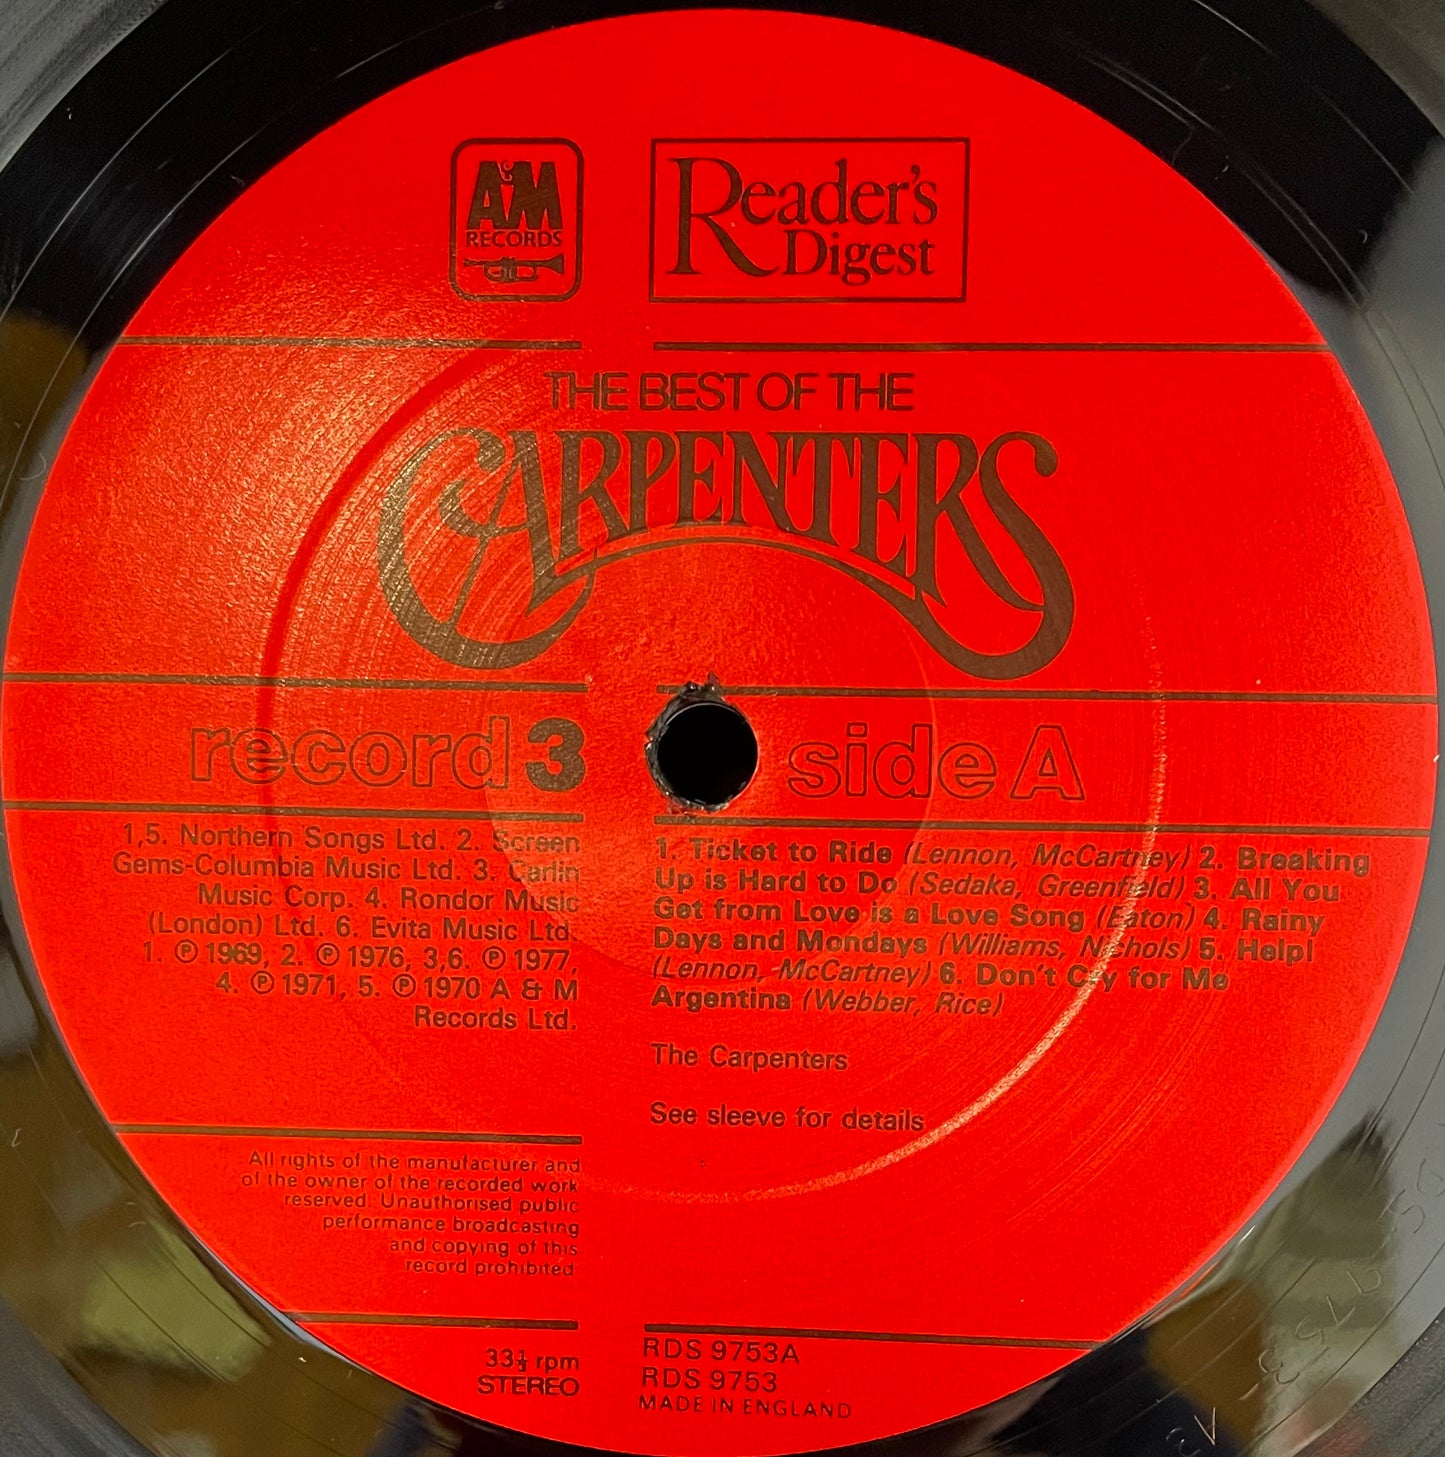 A&M
RECORDS
Reader's
Digest
THE BEST OF THE
CARPENTERS
record 3
side A
1,5. Northern Songs Ltd. 2. Screen
Gems-Columbia Music Ltd. 3. Carlin
Music Corp. 4. Rondor Music
(London) Ltd. 6. Evita Music Ltd.
1. ℗ 1969, 2. ℗ 1976, 3,6. ℗ 1977,
4. ℗ 1971, 5. ℗ 1970 A & M
Records Ltd.
1. Ticket to Ride (Lennon, McCartney) 2. Breaking
Up is Hard to Do (Sedaka, Greenfield) 3. All You
Get from Love is a Love Song (Eaton) 4. Rainy
Days and Mondays (Williams, Nichols) 5. Help!
(Lennon, McCartney) 6. Don't Cry for Me
Argentina (Webber, Rice)
The Carpenters
See sleeve for details
All rights of the manufacturer and
of the owner of the recorded work
reserved. Unauthorised public
performance broadcasting
and copying of this
record prohibited
33⅓ rpm
STEREO
RDS 9753A
RDS 9753
MADE IN ENGLAND